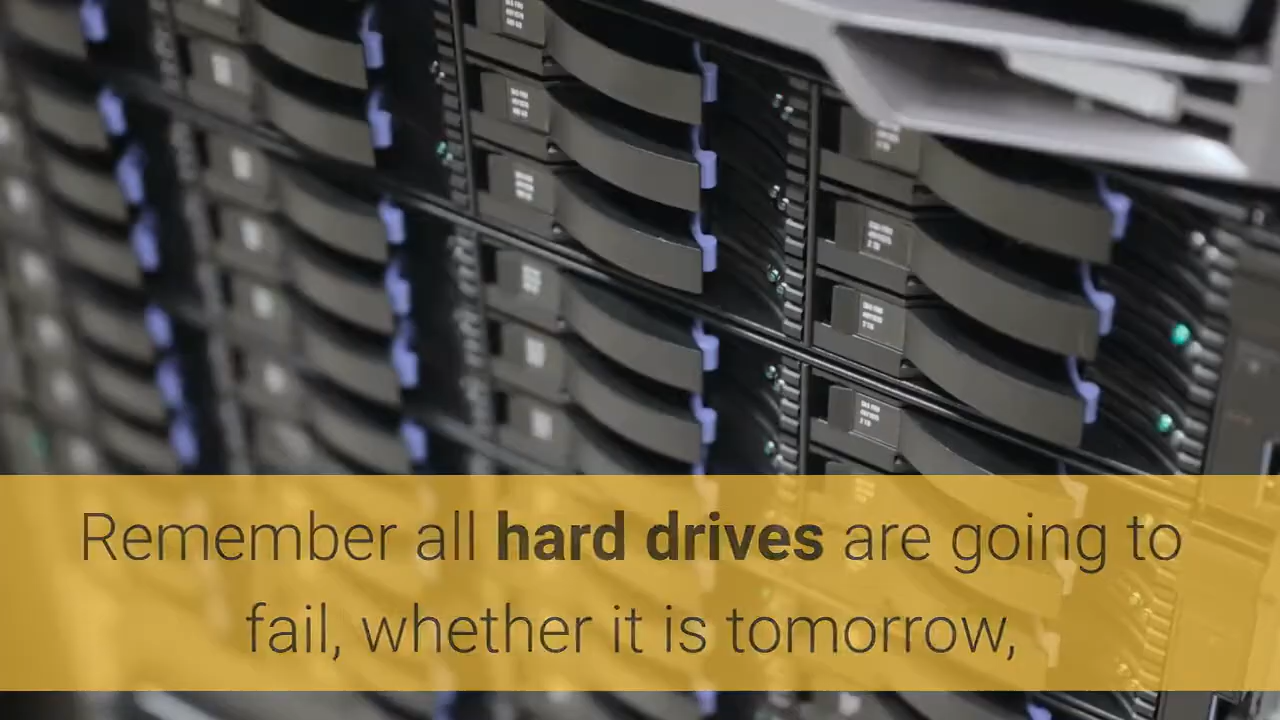 Remember all hard drives are going to
fail, whether it is tomorrow,